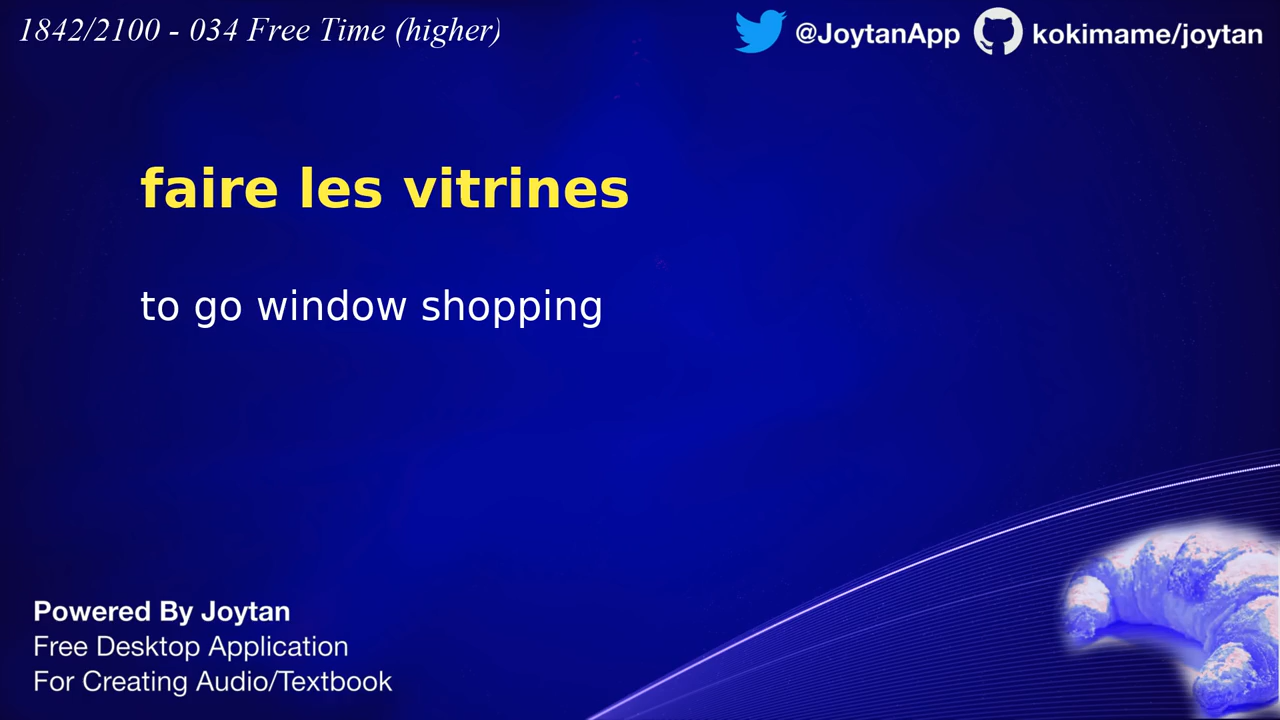 1842/2100 - 034 Free Time (higher)
@JoytanApp kokimame/joytan
faire les vitrines
to go window shopping
Powered By Joytan
Free Desktop Application
For Creating Audio/Textbook